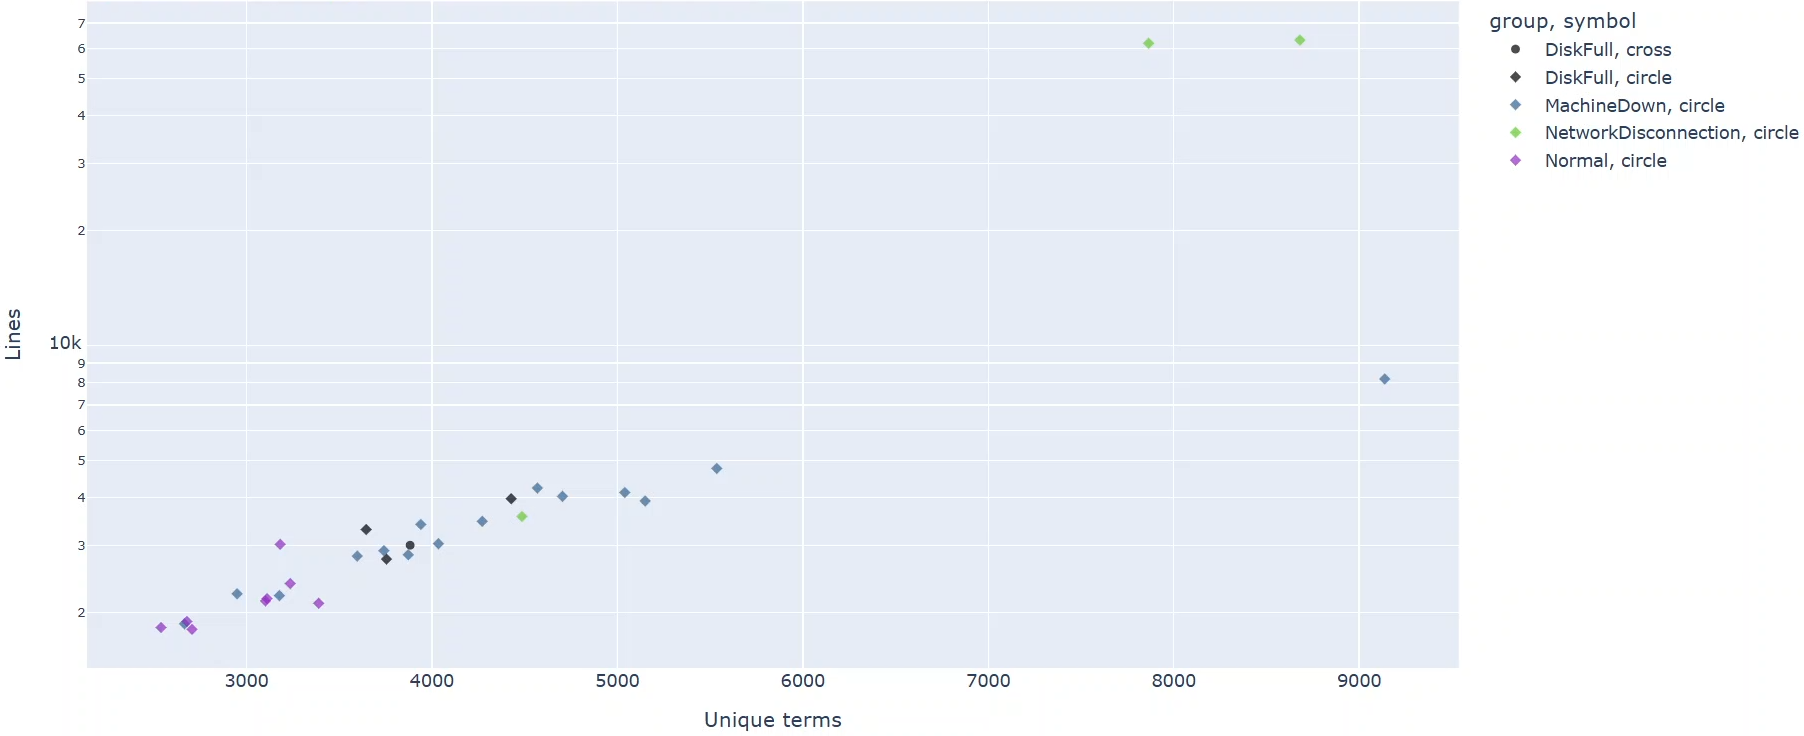 group, symbol
DiskFull, cross
DiskFull, circle
MachineDown, circle
NetworkDisconnection, circle
Normal, circle
7
6
5
4
3
2
10k
9
8
7
6
5
4
3
2
Lines
3000 4000 5000 6000 7000 8000 9000
Unique terms